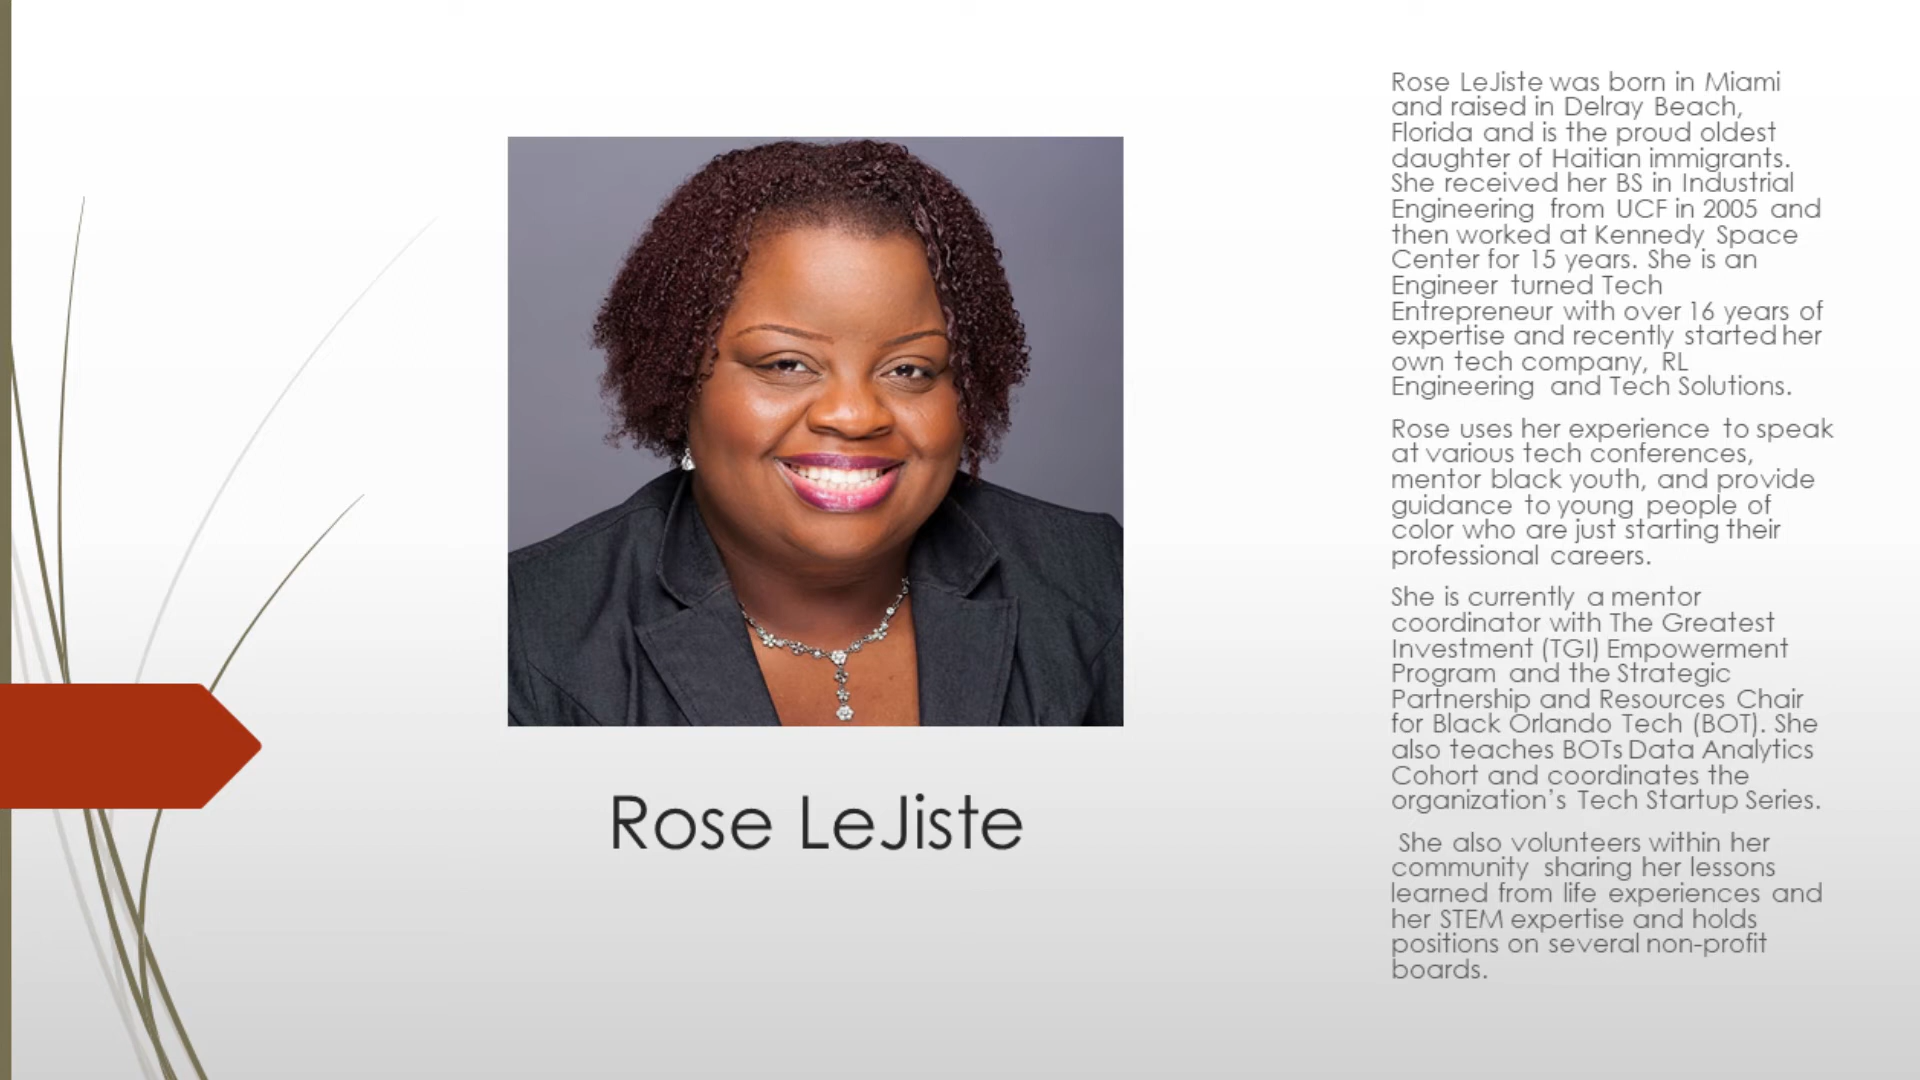 Rose LeJiste was born in Miami
and raised in Delray Beach,
Florida and is the proud oldest
daughter of Haitian immigrants.
She received her BS in Industrial
Engineering from UCF in 2005 and
then worked at Kennedy Space
Center for 15 years. She is an
Engineer turned Tech
Entrepreneur with over 16 years of
expertise and recently started her
own tech company, RL
Engineering and Tech Solutions.
Rose uses her experience to speak
at various tech conferences,
mentor black youth, and provide
guidance to young people of
color who are just starting their
professional careers.
She is currently a mentor
coordinator with The Greatest
Investment (TGI) Empowerment
Program and the Strategic
Partnership and Resources Chair
for Black Orlando Tech (BOT). She
also teaches BOTs Data Analytics
Cohort and coordinates the
organization’s Tech Startup Series.
She also volunteers within her
community sharing her lessons
learned from life experiences and
her STEM expertise and holds
positions on several non-profit
boards.
Rose LeJiste